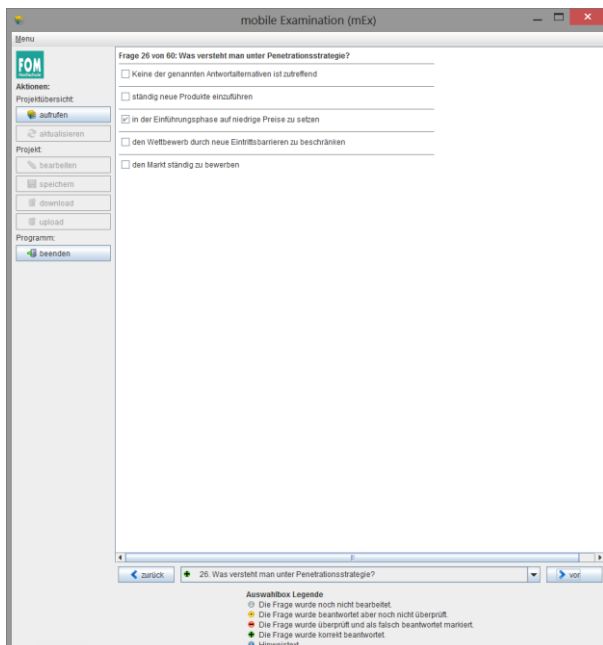 mobile Examination (mEx)
Menu
FOM
Hochschule
Aktionen:
Projektübersicht:
aufrufen
aktualisieren
Projekt:
bearbeiten
speichern
download
upload
Programm:
beenden
Frage 26 von 60: Was versteht man unter Penetrationsstrategie?
Keine der genannten Antwortalternativen ist zutreffend
ständig neue Produkte einzuführen
in der Einführungsphase auf niedrige Preise zu setzen
den Wettbewerb durch neue Eintrittsbarrieren zu beschränken
den Markt ständig zu bewerben
zurück
26. Was versteht man unter Penetrationsstrategie?
vor
Auswahlbox Legende
Die Frage wurde noch nicht bearbeitet.
Die Frage wurde beantwortet aber noch nicht überprüft.
Die Frage wurde überprüft und als falsch beantwortet markiert.
Die Frage wurde korrekt beantwortet.
Hinweistext